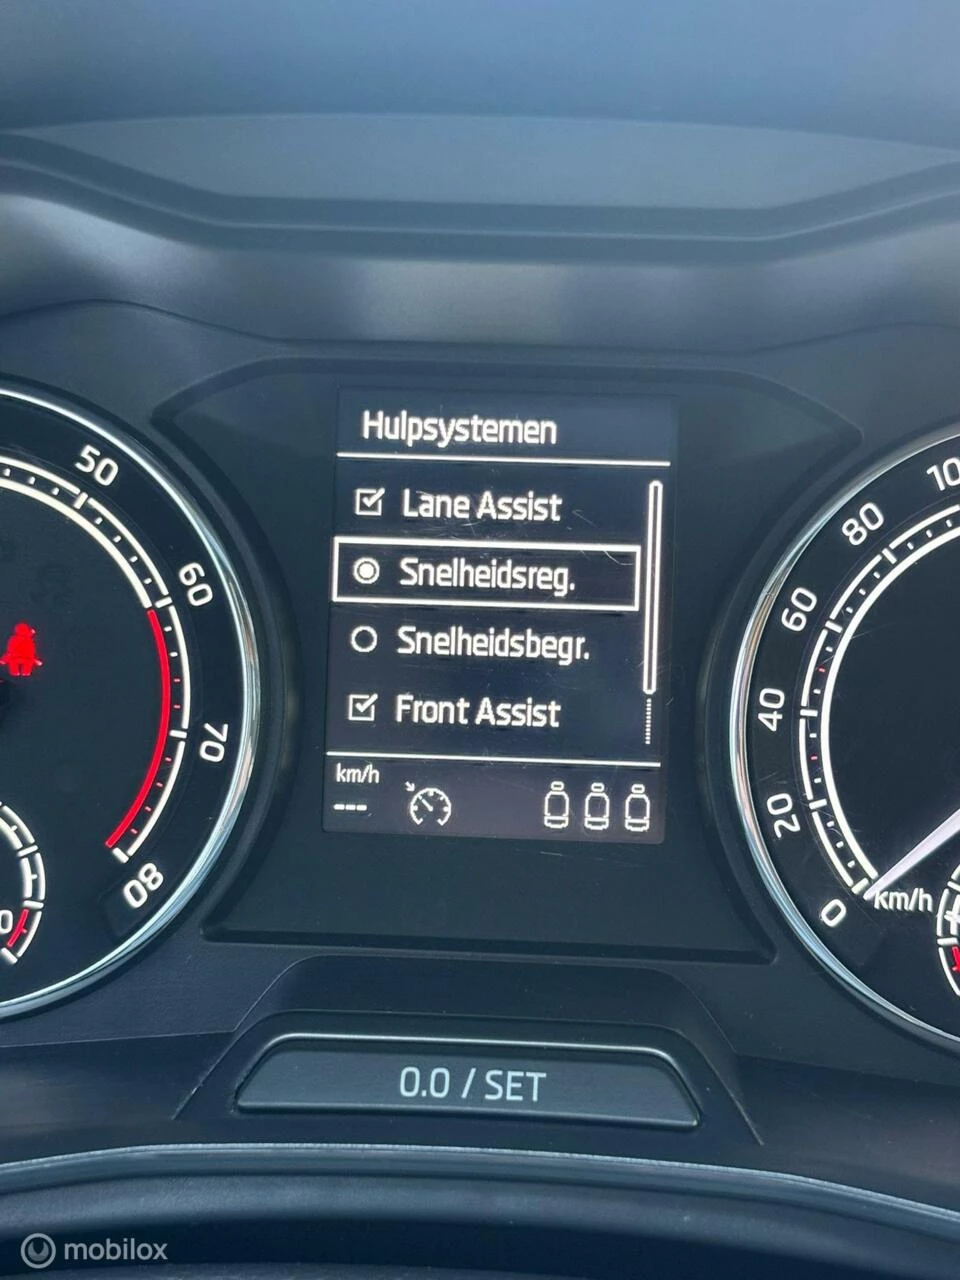 Hulpsystemen
Lane Assist
Snelheidsreg.
Snelheidsbegr.
Front Assist
km/h
---
50
60
70
80
100
80
60
40
20
0
km/h
0.0 / SET
mobilox